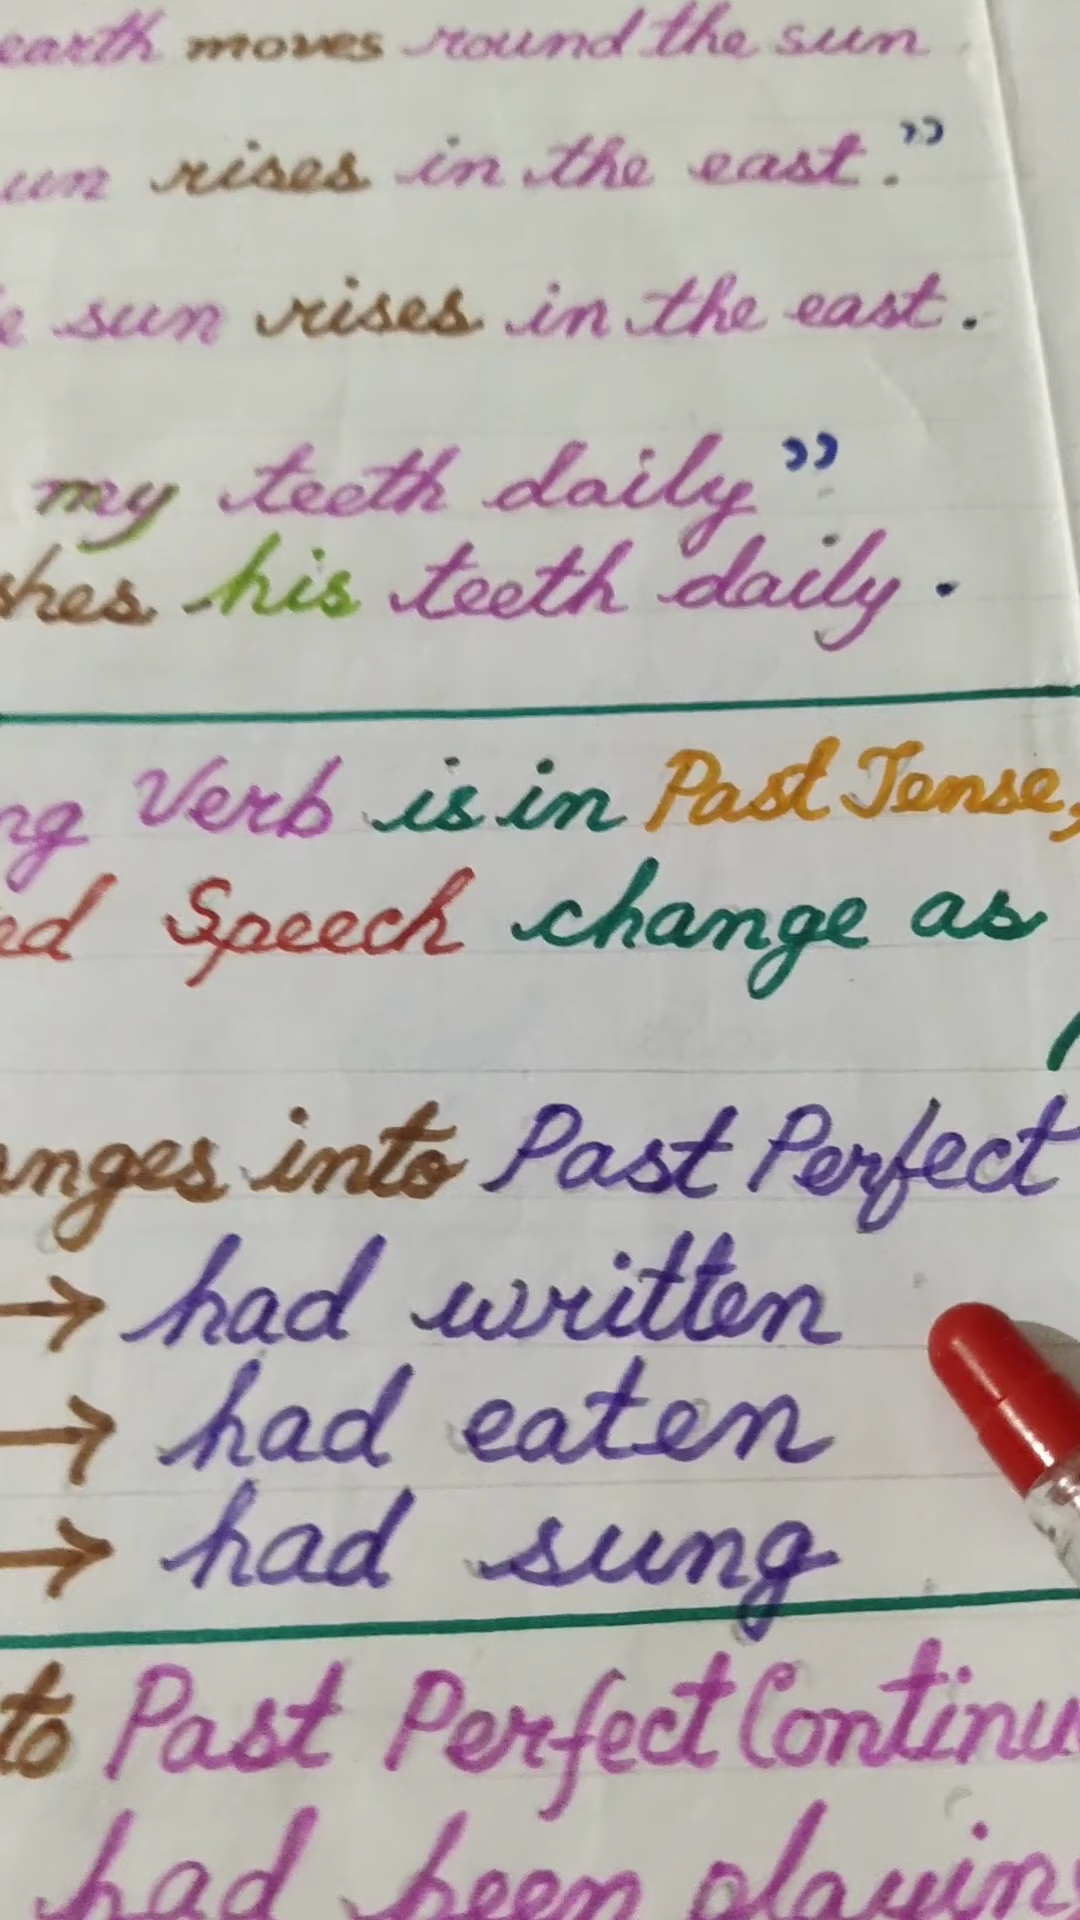 earth moves round the sun
un rises in the east.”
e sun rises in the east.
my teeth daily”
shes his teeth daily.
ng Verb is in Past Tense,
ed Speech change as
anges into Past Perfect
→ had written
→ had eaten
→ had sung
to Past Perfect Continu
had been playing